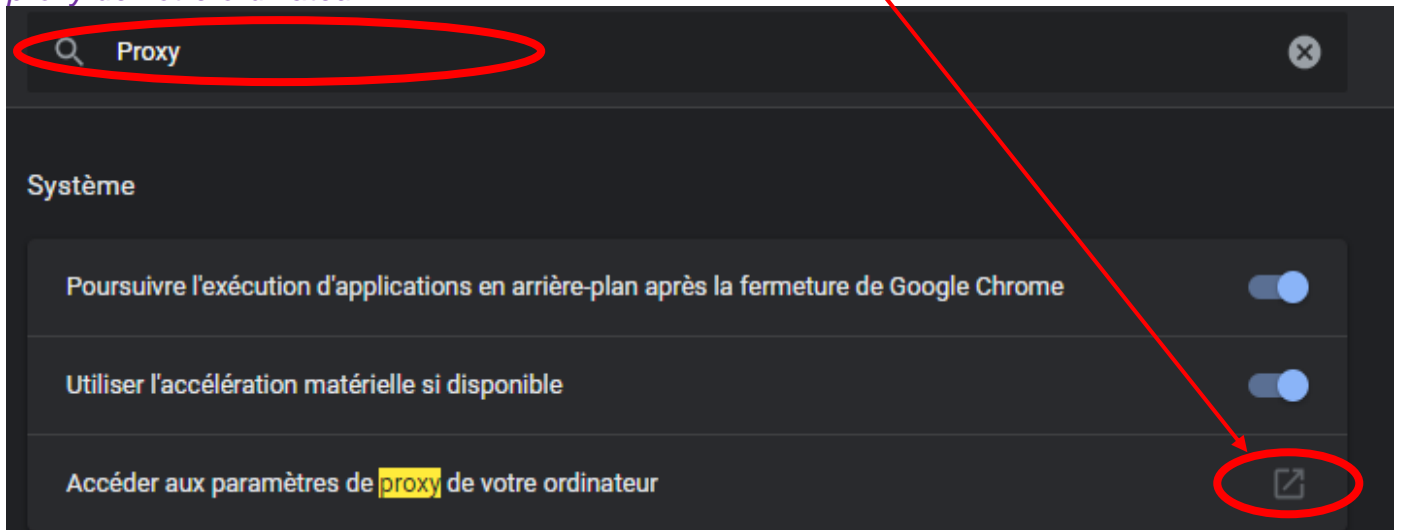 Proxy
Système
Poursuivre l'exécution d'applications en arrière-plan après la fermeture de Google Chrome
Utiliser l'accélération matérielle si disponible
Accéder aux paramètres de proxy de votre ordinateur